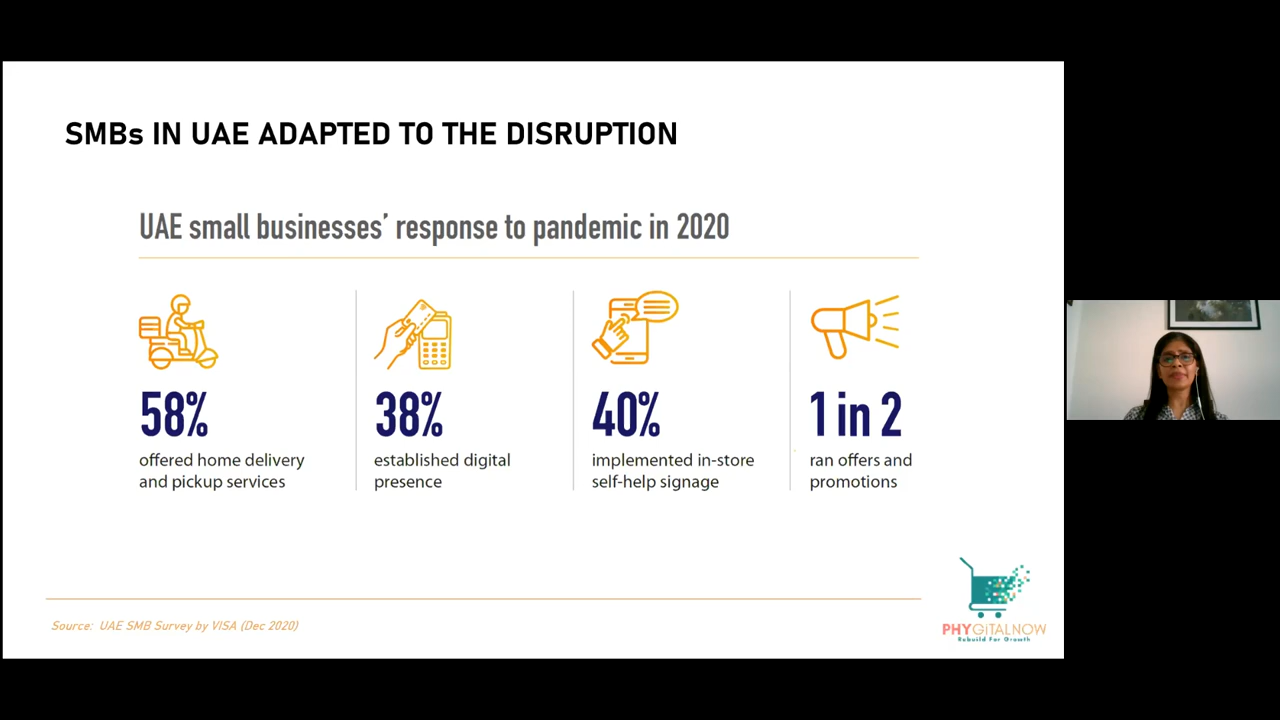 SMBs IN UAE ADAPTED TO THE DISRUPTION
UAE small businesses’ response to pandemic in 2020
58%
offered home delivery
and pickup services
38%
established digital
presence
40%
implemented in-store
self-help signage
1 in 2
ran offers and
promotions
Source: UAE SMB Survey by VISA (Dec 2020)
PHYGITALNOW
Rebuild For Growth